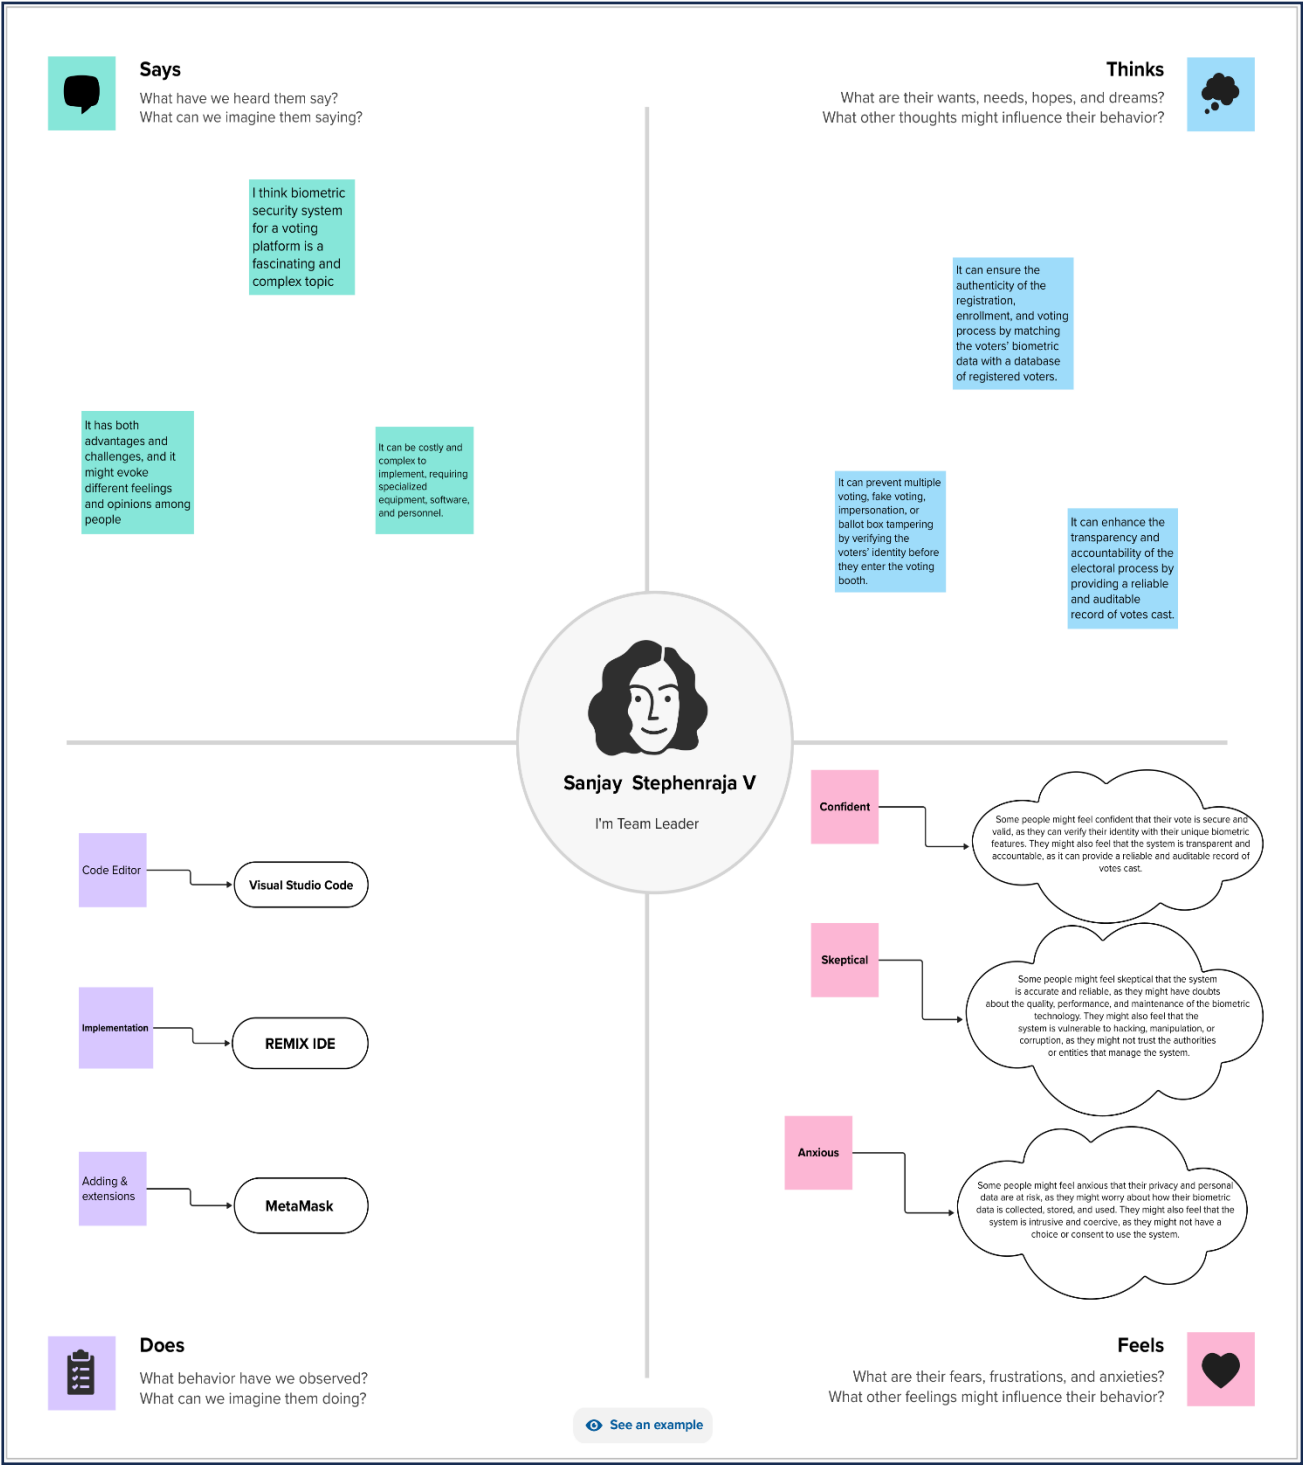 Says
What have we heard them say?
What can we imagine them saying?
I think biometric
security system
for a voting
platform is a
fascinating and
complex topic
It has both
advantages and
challenges, and it
might evoke
different feelings
and opinions among
people
It can be costly and
complex to
implement, requiring
specialized
equipment, software,
and personnel.
Thinks
What are their wants, needs, hopes, and dreams?
What other thoughts might influence their behavior?
It can ensure the
authenticity of the
registration,
enrollment, and voting
process by matching
the voters' biometric
data with a database
of registered voters.
It can prevent multiple
voting, fake voting,
impersonation, or
ballot box tampering
by verifying the
voters' identity before
they enter the voting
booth.
It can enhance the
transparency and
accountability of the
electoral process by
providing a reliable
and auditable
record of votes cast.
Sanjay Stephenraja V
I'm Team Leader
Code Editor
Visual Studio Code
Implementation
REMIX IDE
Adding &
extensions
MetaMask
Does
What behavior have we observed?
What can we imagine them doing?
Confident
Some people might feel confident that their vote is secure and
valid, as they can verify their identity with their unique biometric
features. They might also feel that the system is transparent and
accountable, as it can provide a reliable and auditable record of
votes cast.
Skeptical
Some people might feel skeptical that the system
is accurate and reliable, as they might have doubts
about the quality, performance, and maintenance of the biometric
technology. They might also feel that the
system is vulnerable to hacking, manipulation, or
corruption, as they might not trust the authorities
or entities that manage the system.
Anxious
Some people might feel anxious that their privacy and personal
data are at risk, as they might worry about how their biometric
data is collected, stored, and used. They might also feel that the
system is intrusive and coercive, as they might not have a
choice or consent to use the system.
Feels
What are their fears, frustrations, and anxieties?
What other feelings might influence their behavior?
See an example